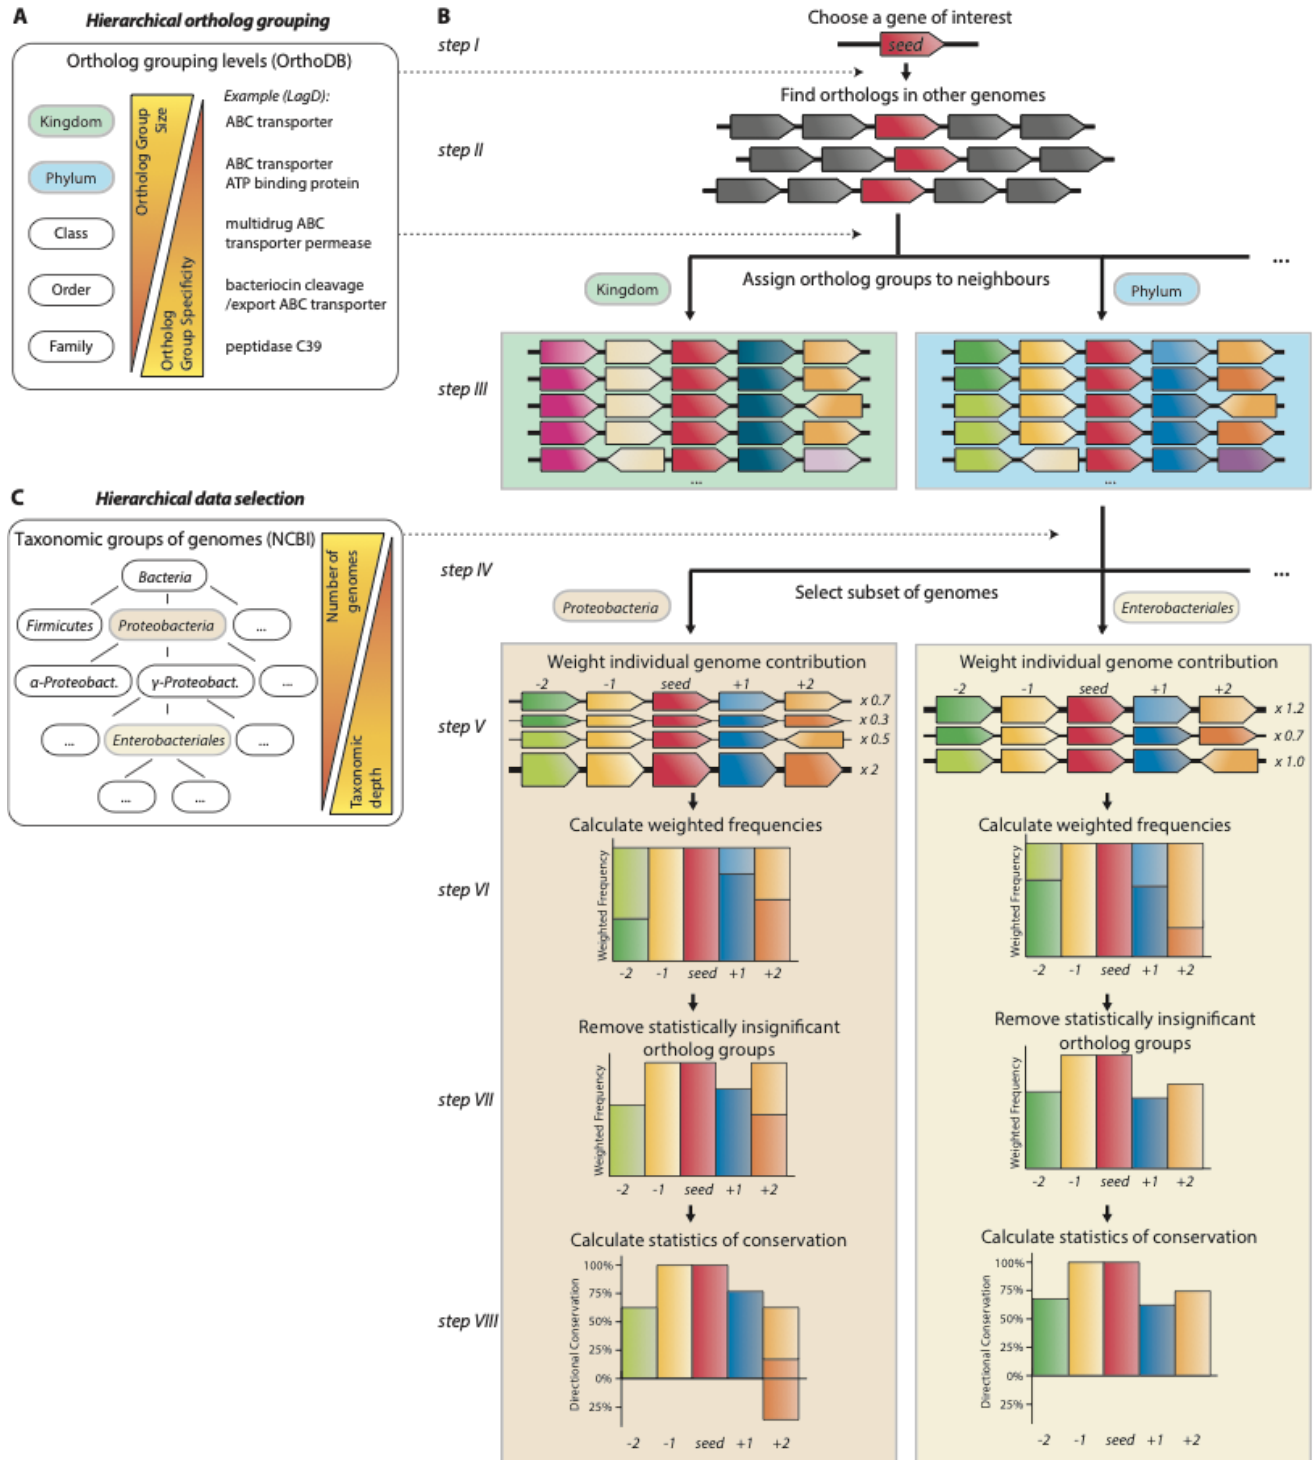 A
Hierarchical ortholog grouping
Ortholog grouping levels (OrthoDB)
Kingdom
Phylum
Class
Order
Family
Ortholog Group Size
Ortholog Group Specificity
Example (LagD):
ABC transporter
ABC transporter
ATP binding protein
multidrug ABC
transporter permease
bacteriocin cleavage
/export ABC transporter
peptidase C39
B
step I
Choose a gene of interest
seed
Find orthologs in other genomes
step II
Assign ortholog groups to neighbours
...
Kingdom
Phylum
step III
...
...
C
Hierarchical data selection
Taxonomic groups of genomes (NCBI)
Bacteria
Firmicutes
Proteobacteria
...
α-Proteobact.
γ-Proteobact.
...
...
Enterobacteriales
...
...
...
Number of
genomes
Taxonomic
depth
step IV
Select subset of genomes
...
Proteobacteria
Enterobacteriales
Weight individual genome contribution
-2 -1 seed +1 +2
x 0.7
x 0.3
x 0.5
x 2
step V
Weight individual genome contribution
-2 -1 seed +1 +2
x 1.2
x 0.7
x 1.0
Calculate weighted frequencies
Weighted Frequency
-2 -1 seed +1 +2
step VI
Calculate weighted frequencies
Weighted Frequency
-2 -1 seed +1 +2
Remove statistically insignificant
ortholog groups
Weighted Frequency
-2 -1 seed +1 +2
step VII
Remove statistically insignificant
ortholog groups
Weighted Frequency
-2 -1 seed +1 +2
Calculate statistics of conservation
Directional Conservation
100%
75%
25%
0%
25%
-2 -1 seed +1 +2
step VIII
Calculate statistics of conservation
Directional Conservation
100%
75%
25%
0%
25%
-2 -1 seed +1 +2